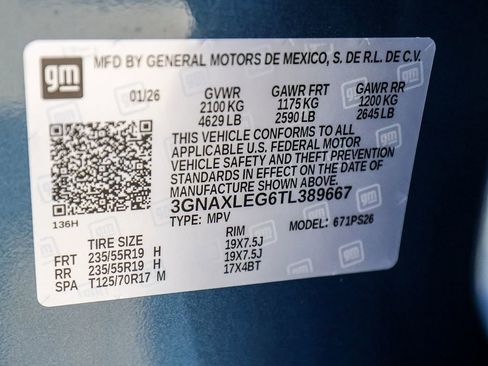 gm MFD BY GENERAL MOTORS DE MEXICO, S. DE R.L. DE C.V.
01/26 GVWR GAWR FRT GAWR RR
2100 KG 1175 KG 1200 KG
4629 LB 2590 LB 2645 LB
THIS VEHICLE CONFORMS TO ALL
APPLICABLE U.S. FEDERAL MOTOR
VEHICLE SAFETY AND THEFT PREVENTION
STANDARDS IN EFFECT ON THE DATE OF
MANUFACTURE SHOWN ABOVE.
3GNAXLEG6TL389667
136H TYPE: MPV MODEL: 671PS26
TIRE SIZE RIM
FRT 235/55R19 H 19X7.5J
RR 235/55R19 H 19X7.5J
SPA T125/70R17 M 17X4BT